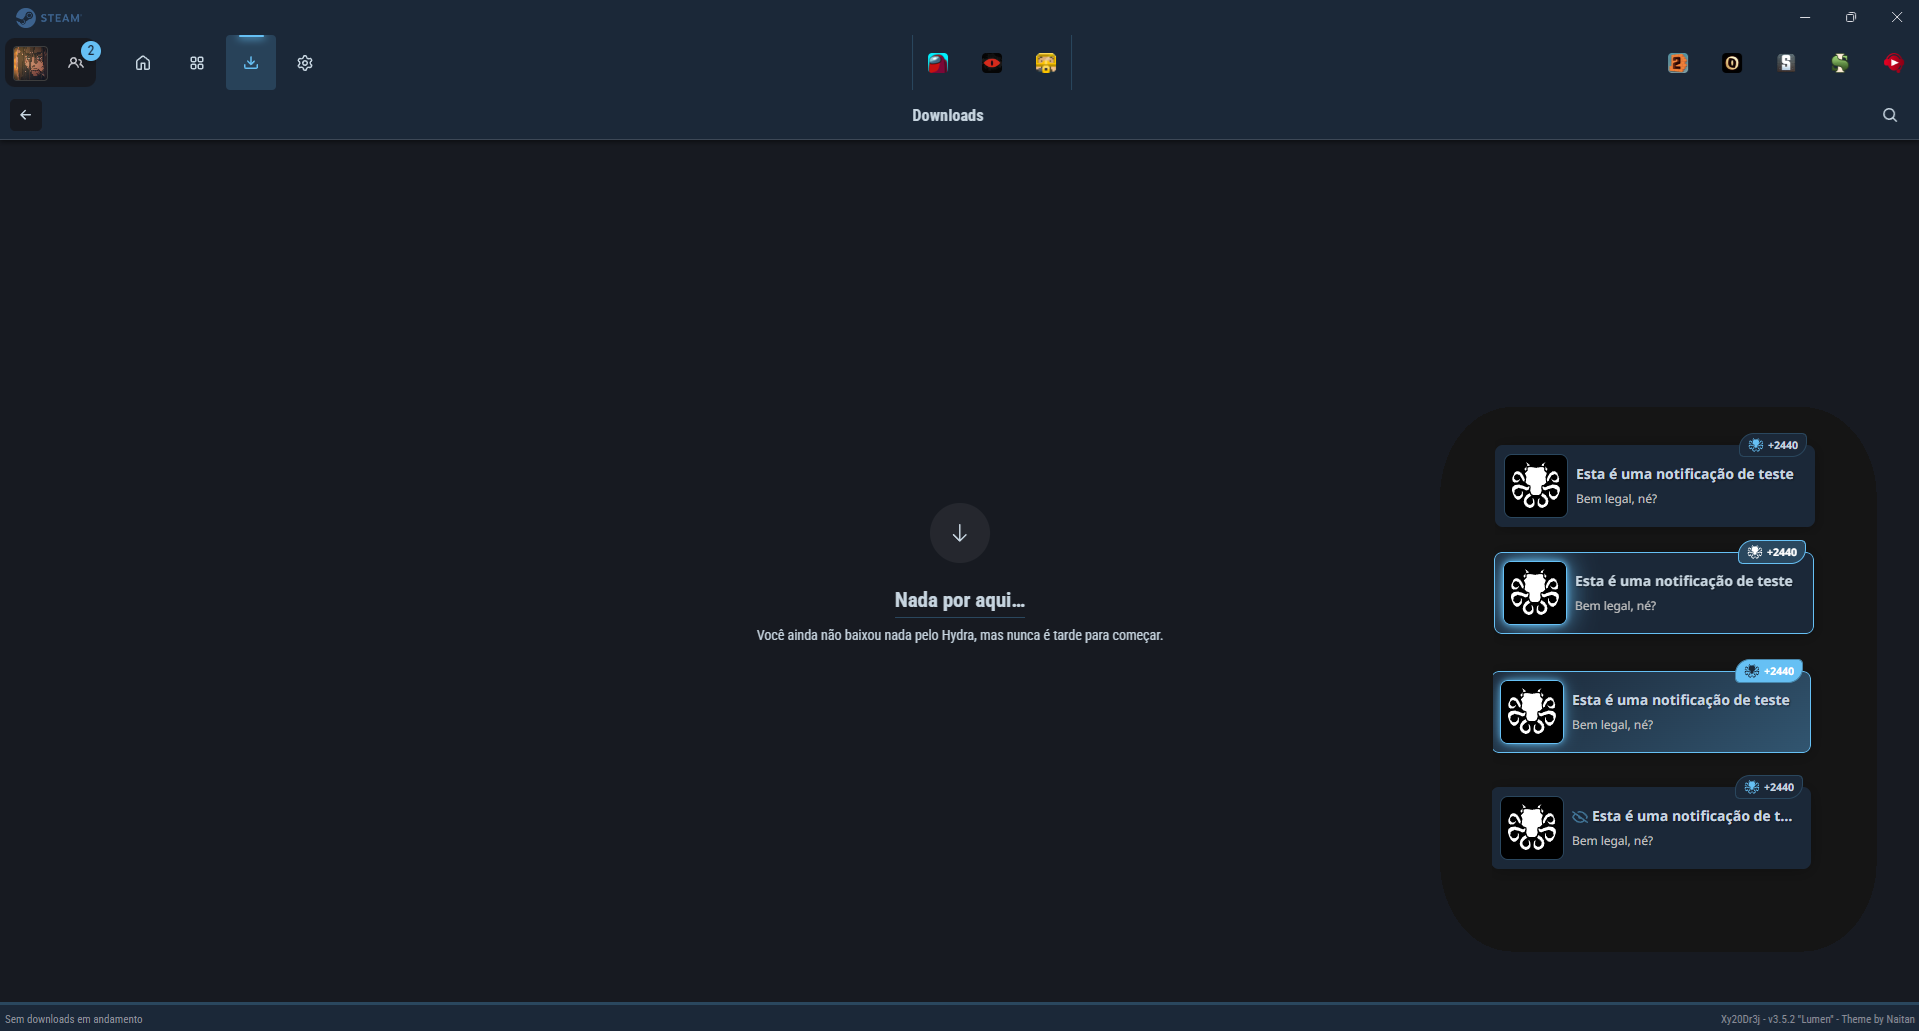 STEAM
2
Downloads
+2440
Esta é uma notificação de teste
Bem legal, né?
+2440
Esta é uma notificação de teste
Bem legal, né?
Nada por aqui...
Você ainda não baixou nada pelo Hydra, mas nunca é tarde para começar.
+2440
Esta é uma notificação de teste
Bem legal, né?
+2440
Esta é uma notificação de t...
Bem legal, né?
Sem downloads em andamento
Xy20Dr3j - v3.5.2 "Lumen" - Theme by Naitan